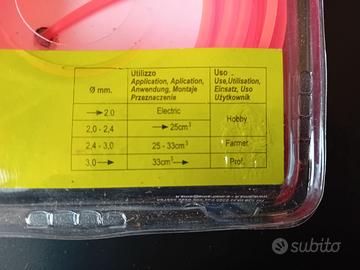 Ø mm.
Utilizzo
Application, Aplication,
Anwendung, Montaje
Przeznaczenie
Uso
Use, Utilisation,
Einsatz, Uso
Użytkownik
→ 2.0
Electric
Hobby
2,0 - 2,4
→ 25cm³
2,4 - 3,0
25 - 33cm³
Farmer
3,0 →
33cm³ →
Prof.
subito